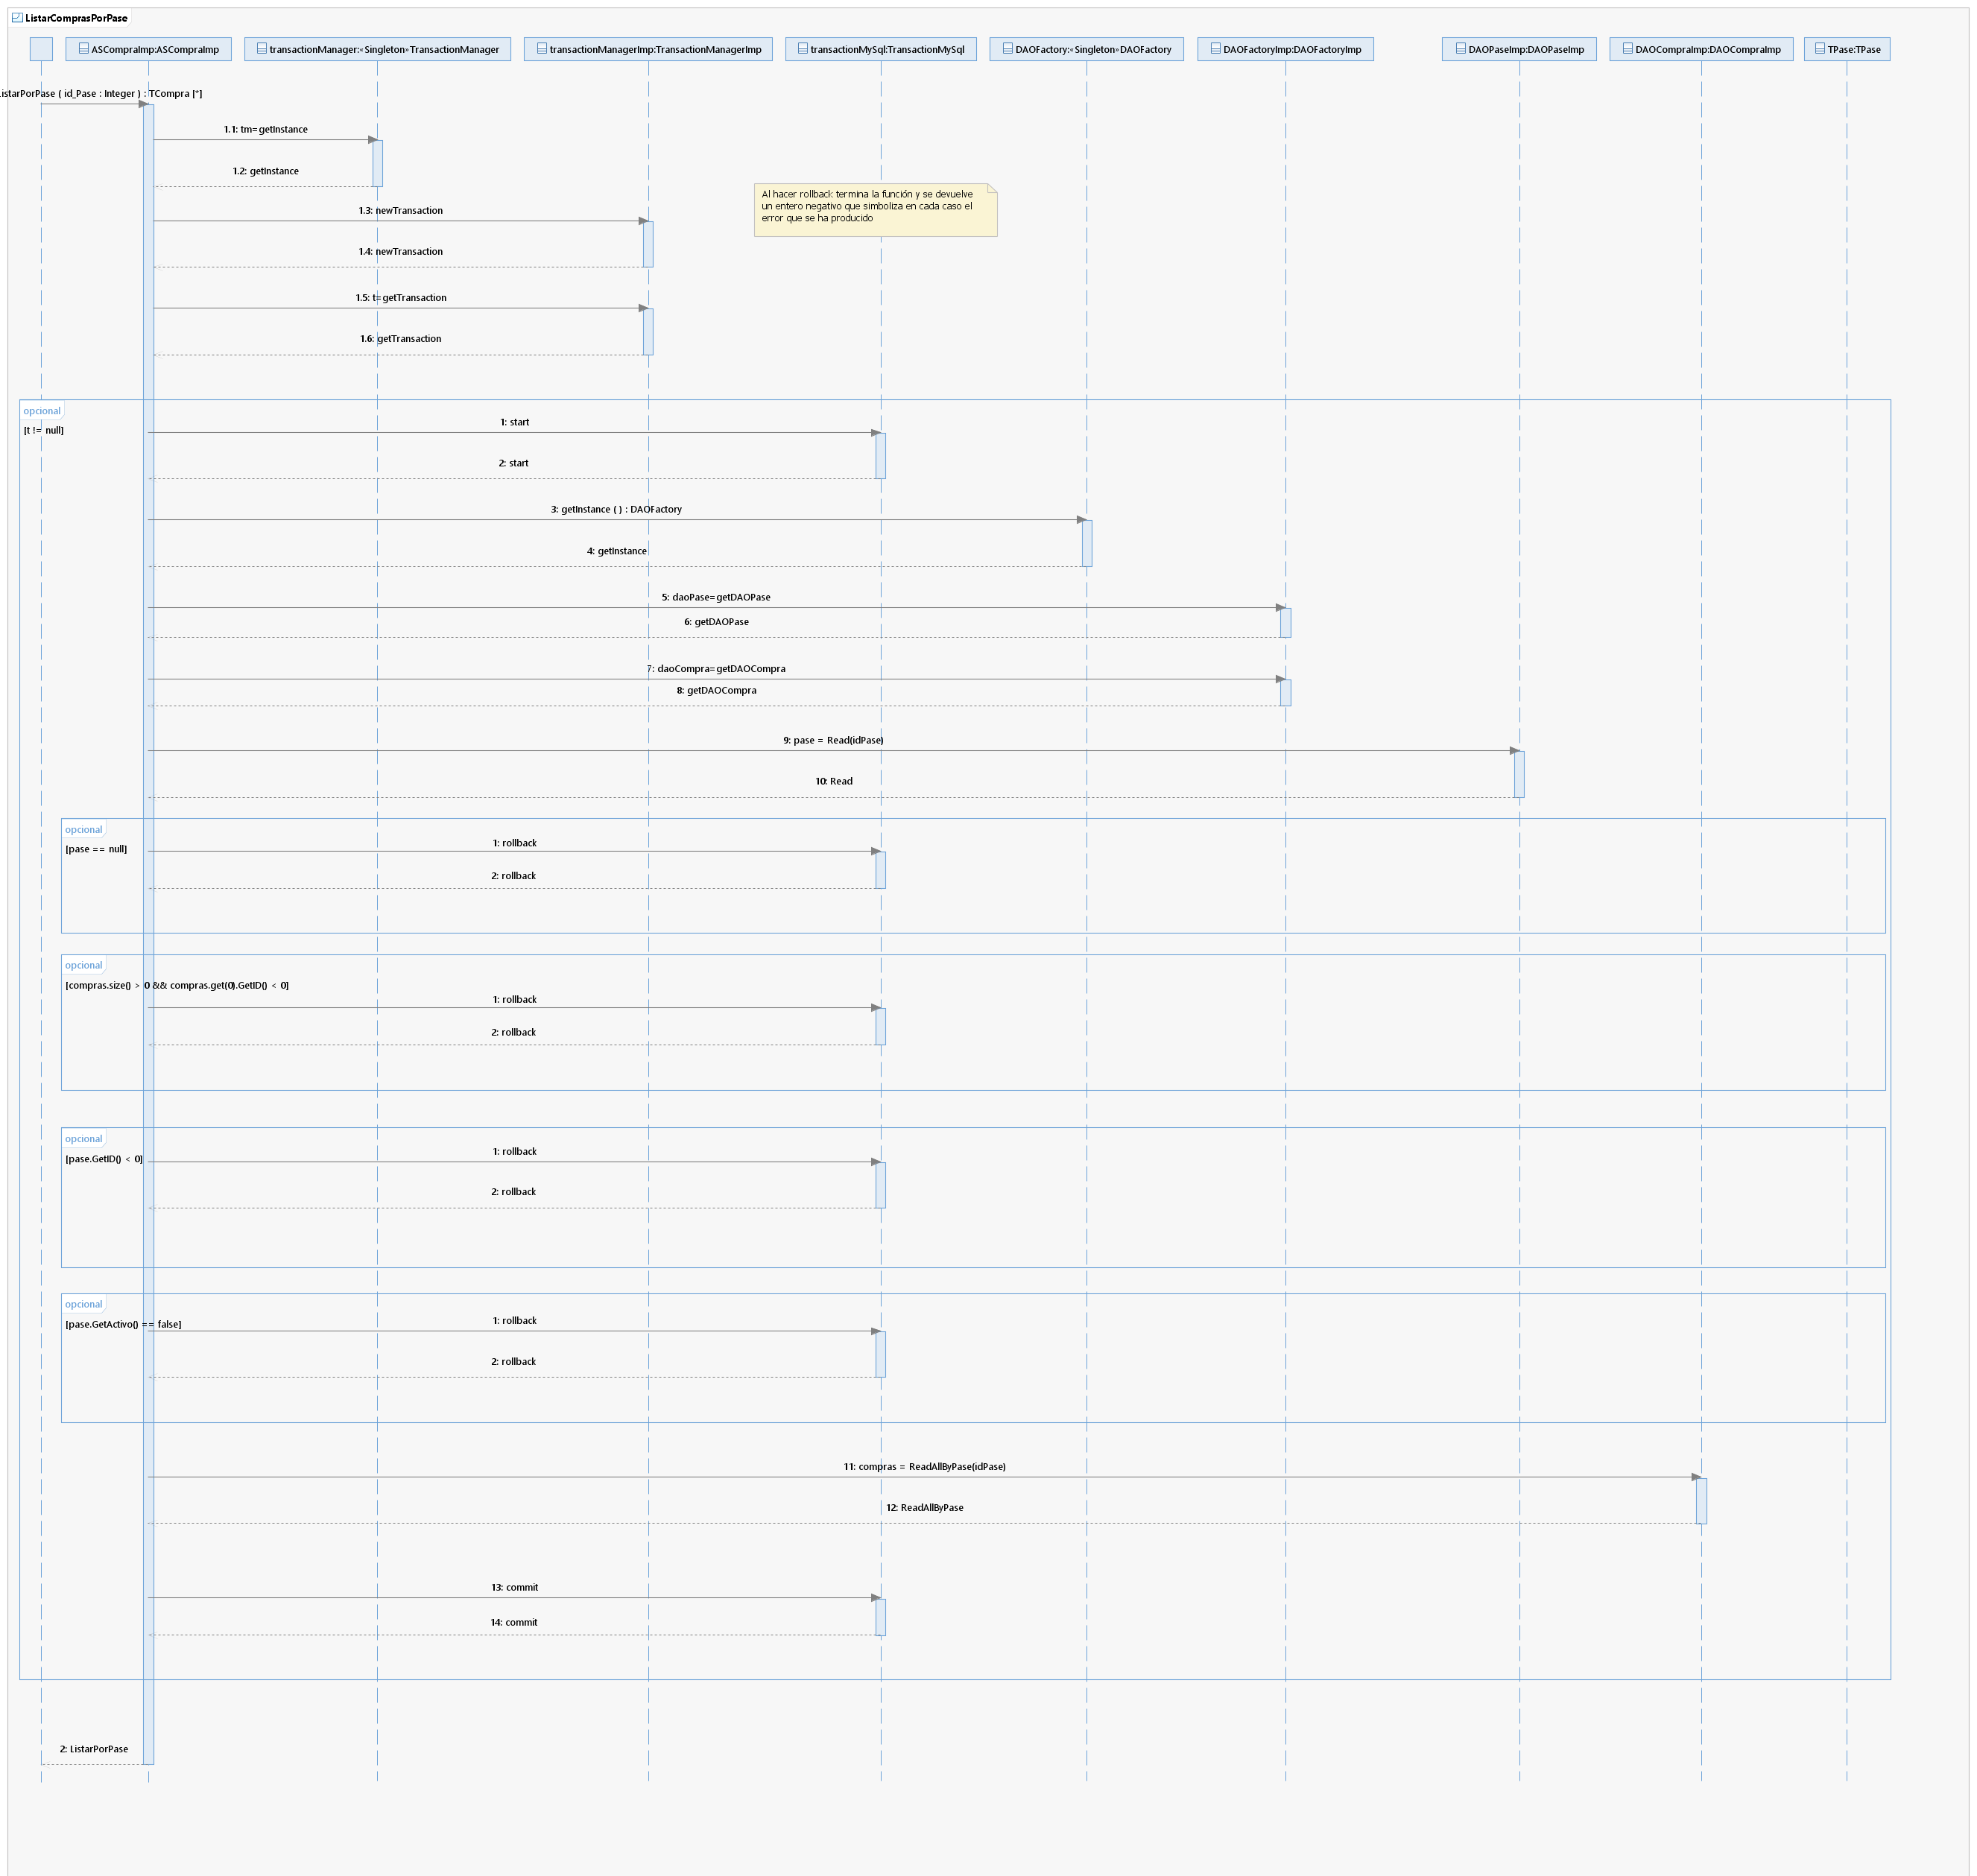 ListarComprasPorPase
ASCompraImp:ASCompraImp
transactionManager:«Singleton»TransactionManager
transactionManagerImp:TransactionManagerImp
transactionMySql:TransactionMySql
DAOFactory:«Singleton»DAOFactory
DAOFactoryImp:DAOFactoryImp
DAOPaseImp:DAOPaseImp
DAOCompraImp:DAOCompraImp
TPase:TPase
istarPorPase ( id_Pase : Integer ) : TCompra [*]
1.1: tm=getInstance
1.2: getInstance
Al hacer rollback termina la función y se devuelve
un entero negativo que simboliza en cada caso el
error que se ha producido
1.3: newTransaction
1.4: newTransaction
1.5: t=getTransaction
1.6: getTransaction
opcional
[t != null]
1: start
2: start
3: getInstance ( ) : DAOFactory
4: getInstance
5: daoPase=getDAOPase
6: getDAOPase
7: daoCompra=getDAOCompra
8: getDAOCompra
9: pase = Read(idPase)
10: Read
opcional
[pase == null]
1: rollback
2: rollback
opcional
[compras.size() > 0 && compras.get(0).GetID() < 0]
1: rollback
2: rollback
opcional
[pase.GetID() < 0]
1: rollback
2: rollback
opcional
[pase.GetActivo() == false]
1: rollback
2: rollback
11: compras = ReadAllByPase(idPase)
12: ReadAllByPase
13: commit
14: commit
2: ListarPorPase